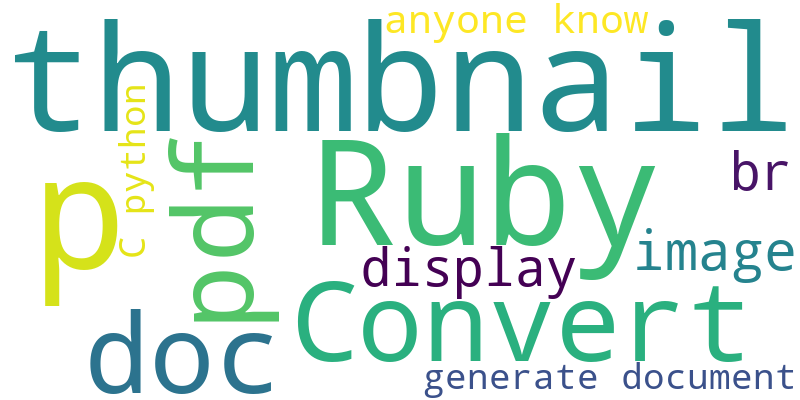 anyone know
thumbnail
C python
p
pdf
Ruby
br
display
image
Convert
doc
generate document